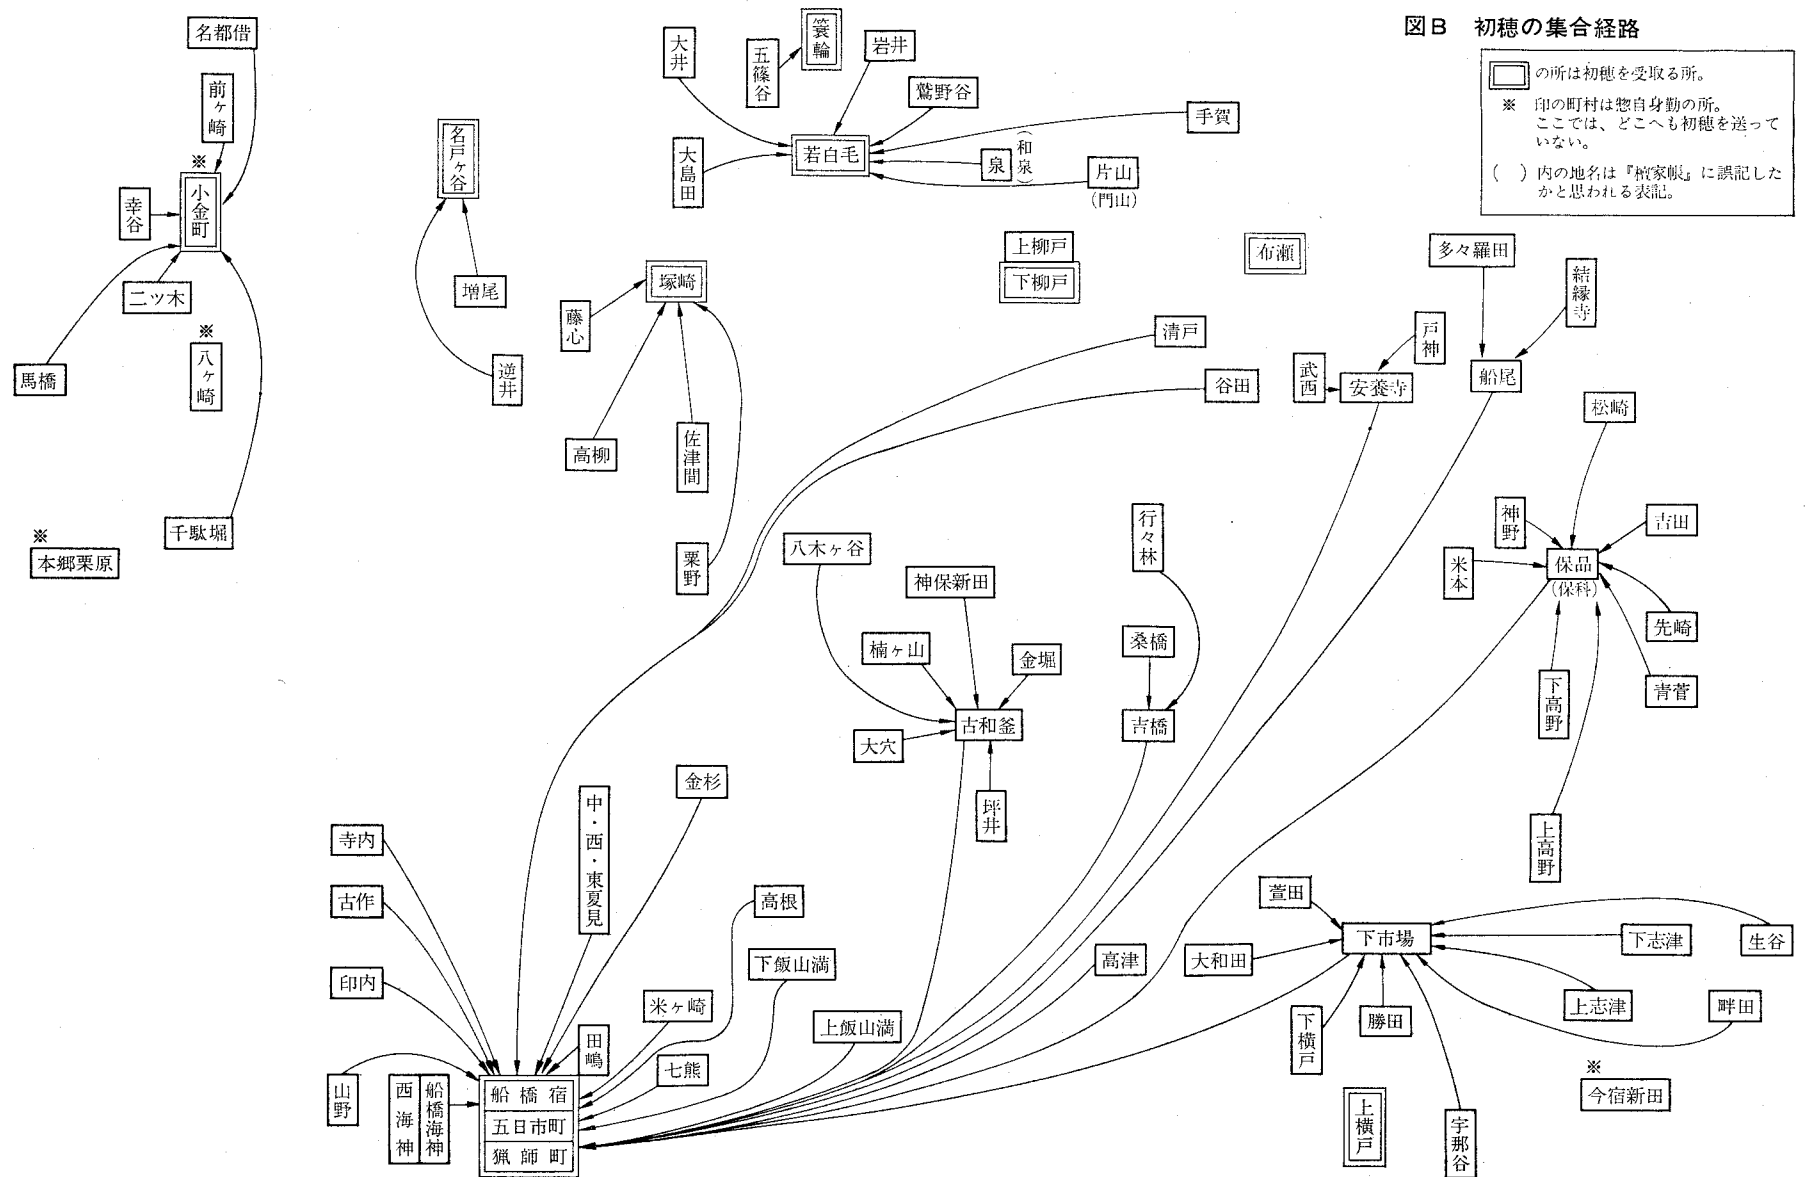 図B 初穂の集合経路
の所は初穂を受取る所。
※ 印の町村は惣自身勤の所。
ここでは、どこへも初穂を送って
いない。
( )内の地名は『檀家帳』に誤記した
かと思われる表記。
名都借
前ヶ崎
※
小金町
幸谷
二ツ木
馬橋
※
八ヶ崎
千駄堀
※
本郷栗原
名戸ヶ谷
増尾
逆井
大井
五篠谷
簑輪
岩井
鷲野谷
手賀
大島田
若白毛
泉
(和泉)
片山
(門山)
上柳戸
下柳戸
布瀬
塚崎
藤心
高柳
佐津間
粟野
清戸
谷田
多々羅田
結縁寺
戸神
武西
安養寺
船尾
松崎
神野
吉田
米本
保品
(保科)
先崎
青菅
下高野
上高野
行々林
桑橋
吉橋
八木ヶ谷
神保新田
楠ヶ山
金堀
古和釜
大穴
坪井
金杉
中・西・東夏見
寺内
古作
印内
山野
西海神
船橋海神
高根
下飯山満
米ヶ崎
上飯山満
田嶋
七熊
船橋宿
五日市町
猟師町
高津
萱田
大和田
下市場
下志津
生谷
上志津
畔田
下横戸
勝田
宇那谷
上横戸
※
今宿新田